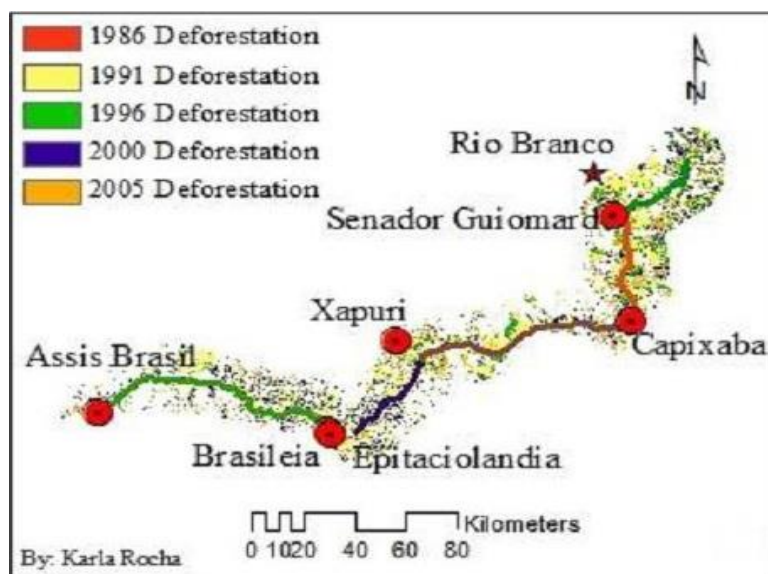 1986 Deforestation
1991 Deforestation
1996 Deforestation
2000 Deforestation
2005 Deforestation
N
Rio Branco
Senador Guiomard
Xapuri
Capixaba
Assis Brasil
Brasileia
Epitaciolandia
Kilometers
0 10 20 40 60 80
By: Karla Rocha